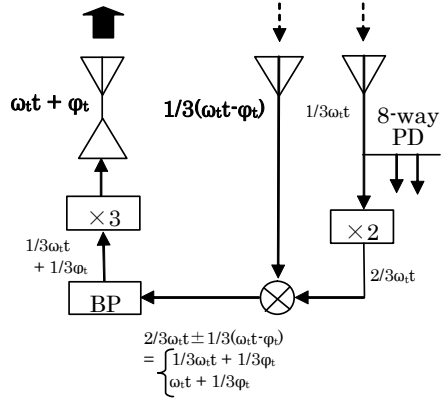 ωₜt + φₜ
1/3(ωₜt-φₜ)
1/3ωₜt
8-way
PD
×3
×2
1/3ωₜt
+ 1/3φₜ
2/3ωₜt
BP
2/3ωₜt±1/3(ωₜt-φₜ)
= { 1/3ωₜt + 1/3φₜ
ωₜt + 1/3φₜ